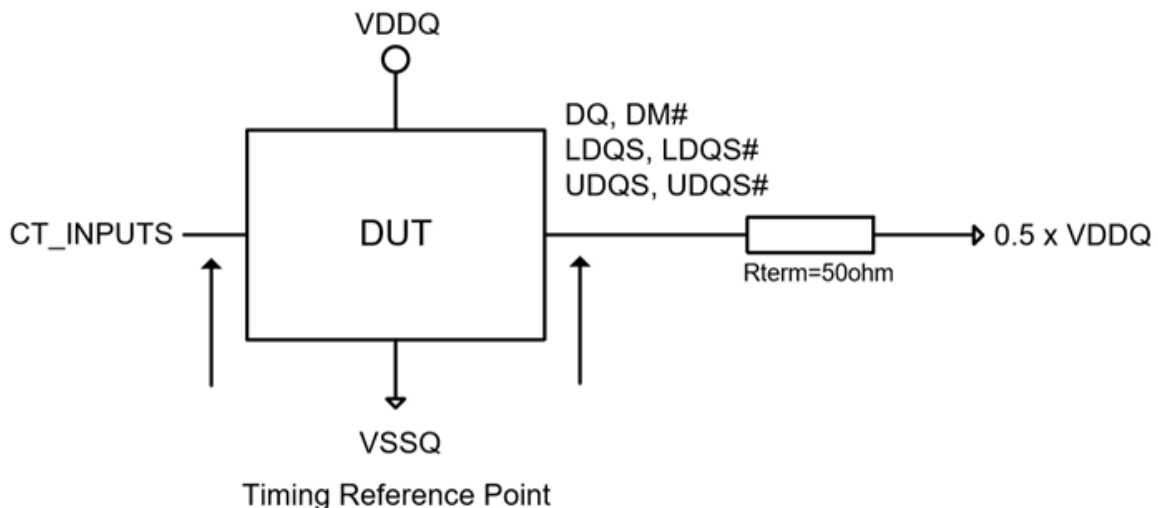 VDDQ
DQ, DM#
LDQS, LDQS#
UDQS, UDQS#
CT_INPUTS
DUT
0.5 x VDDQ
Rterm=50ohm
VSSQ
Timing Reference Point